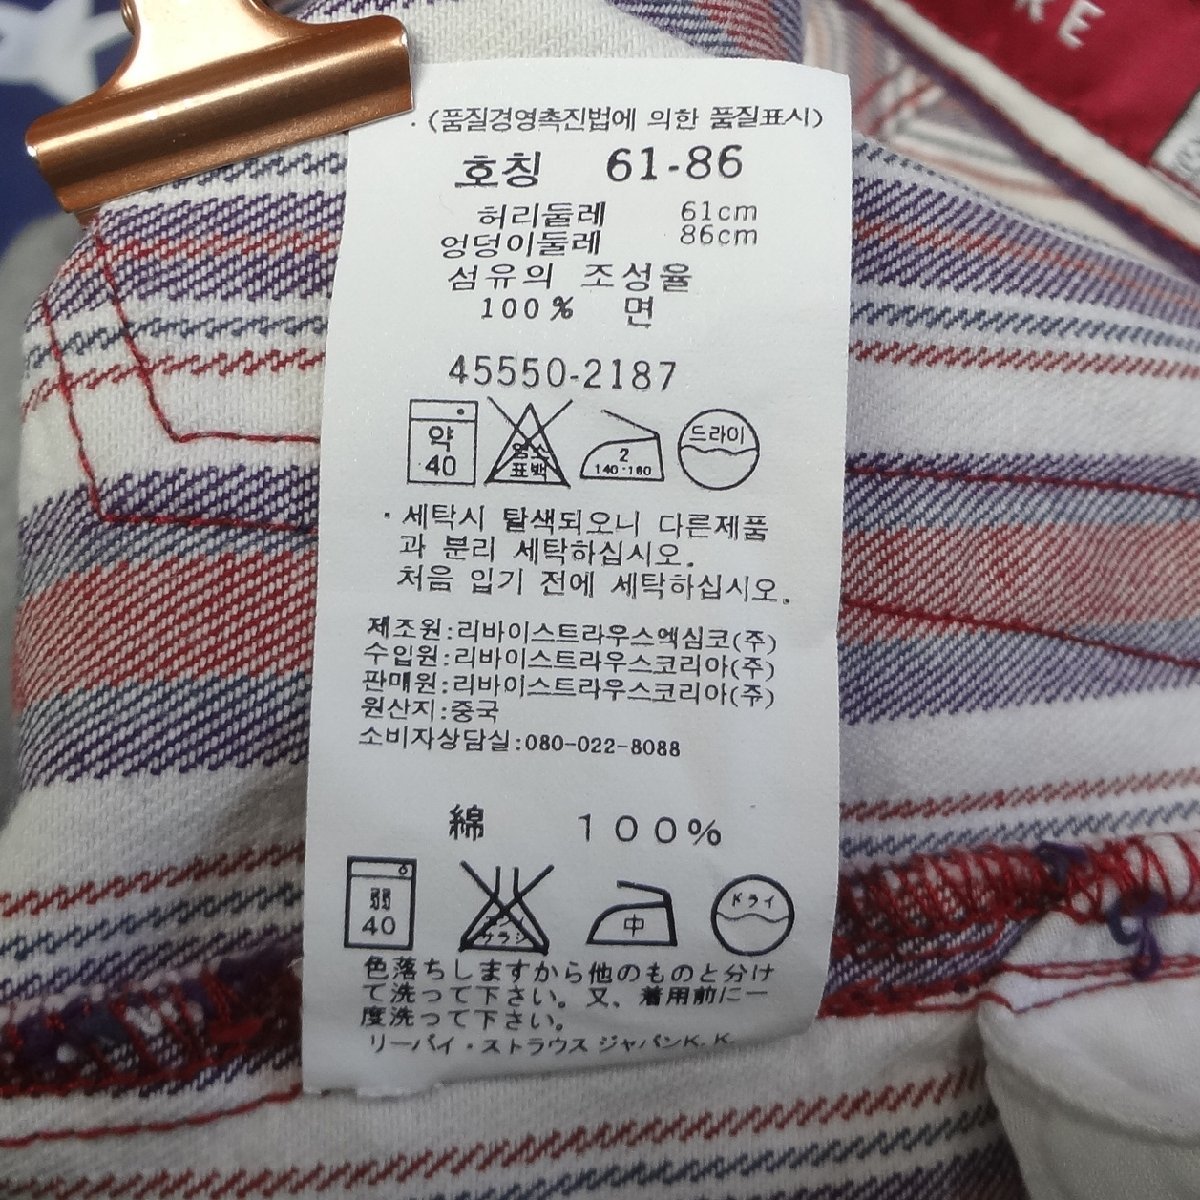 RE
· (품질경영촉진법에 의한 품질표시)
호칭 61-86
허리둘레 61cm
엉덩이둘레 86cm
섬유의 조성율
100% 면
45550-2187
약 40 염소 표백 2 140-160 드라이
· 세탁시 탈색되오니 다른제품
과 분리 세탁하십시오.
처음 입기 전에 세탁하십시오.
제조원:리바이스트라우스엑심코(주)
수입원:리바이스트라우스코리아(주)
판매원:리바이스트라우스코리아(주)
원산지:중국
소비자상담실:080-022-8088
綿 100%
弱 40 中 ドライ
色落ちしますから他のものと分け
て洗って下さい。又、着用前に一
度洗って下さい。
リーバイ・ストラウス ジャパンK.K.